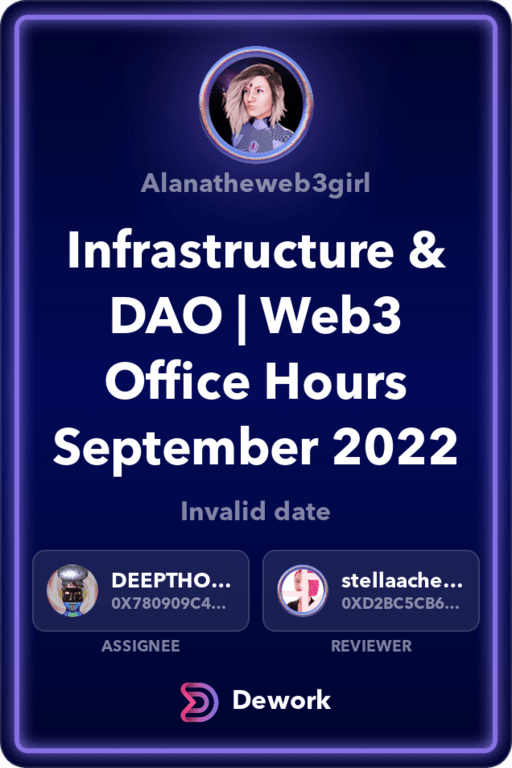 Alanatheweb3girl
Infrastructure &
DAO | Web3
Office Hours
September 2022
Invalid date
DEEPTHO...
0X780909C4...
stellaache...
0XD2BC5CB6...
ASSIGNEE
REVIEWER
Dework